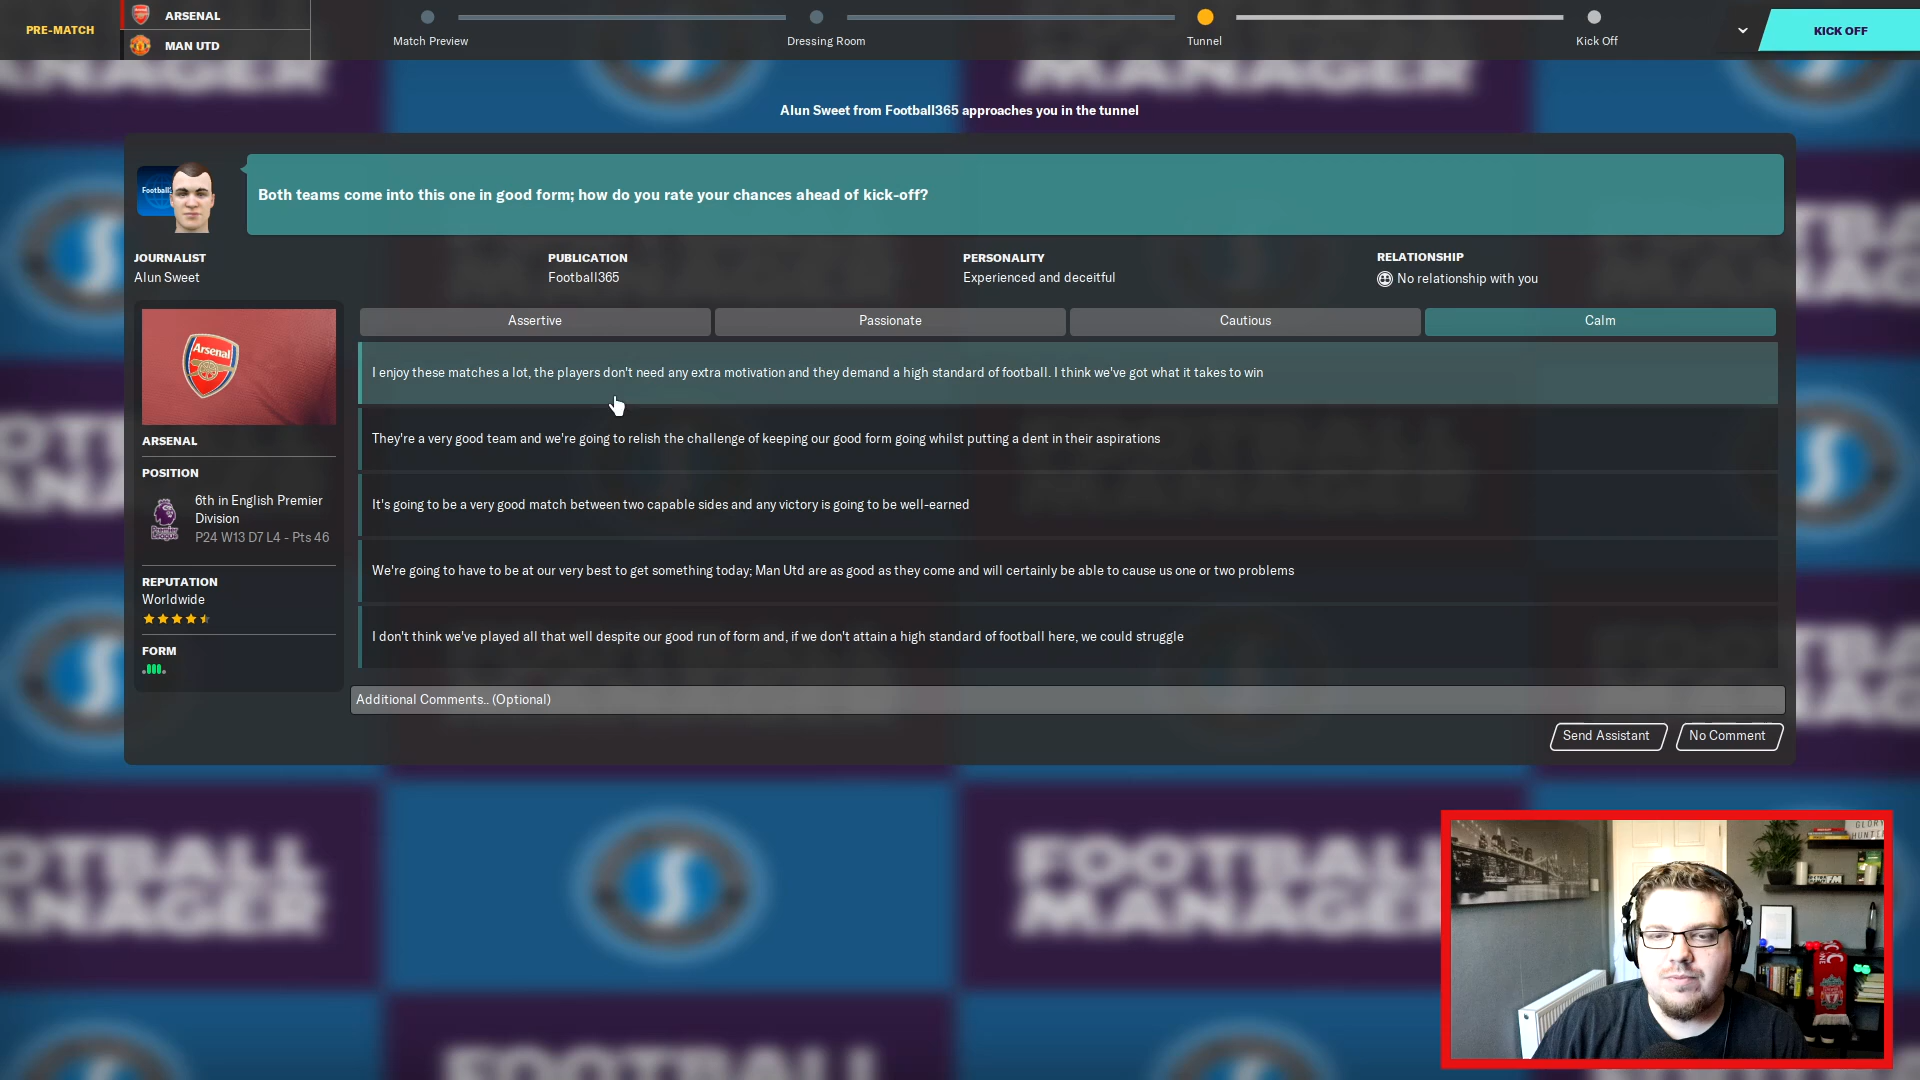 PRE-MATCH
ARSENAL
MAN UTD
Match Preview
Dressing Room
Tunnel
Kick Off
KICK OFF
Alun Sweet from Football365 approaches you in the tunnel
Both teams come into this one in good form; how do you rate your chances ahead of kick-off?
JOURNALIST
Alun Sweet
PUBLICATION
Football365
PERSONALITY
Experienced and deceitful
RELATIONSHIP
No relationship with you
Assertive
Passionate
Cautious
Calm
Arsenal
ARSENAL
POSITION
6th in English Premier
Division
P24 W13 D7 L4 - Pts 46
REPUTATION
Worldwide
FORM
I enjoy these matches a lot, the players don't need any extra motivation and they demand a high standard of football. I think we've got what it takes to win
They're a very good team and we're going to relish the challenge of keeping our good form going whilst putting a dent in their aspirations
It's going to be a very good match between two capable sides and any victory is going to be well-earned
We're going to have to be at our very best to get something today; Man Utd are as good as they come and will certainly be able to cause us one or two problems
I don't think we've played all that well despite our good run of form and, if we don't attain a high standard of football here, we could struggle
Additional Comments.. (Optional)
Send Assistant
No Comment
FOOTBALL
MANAGER
GLORY
HUNTE